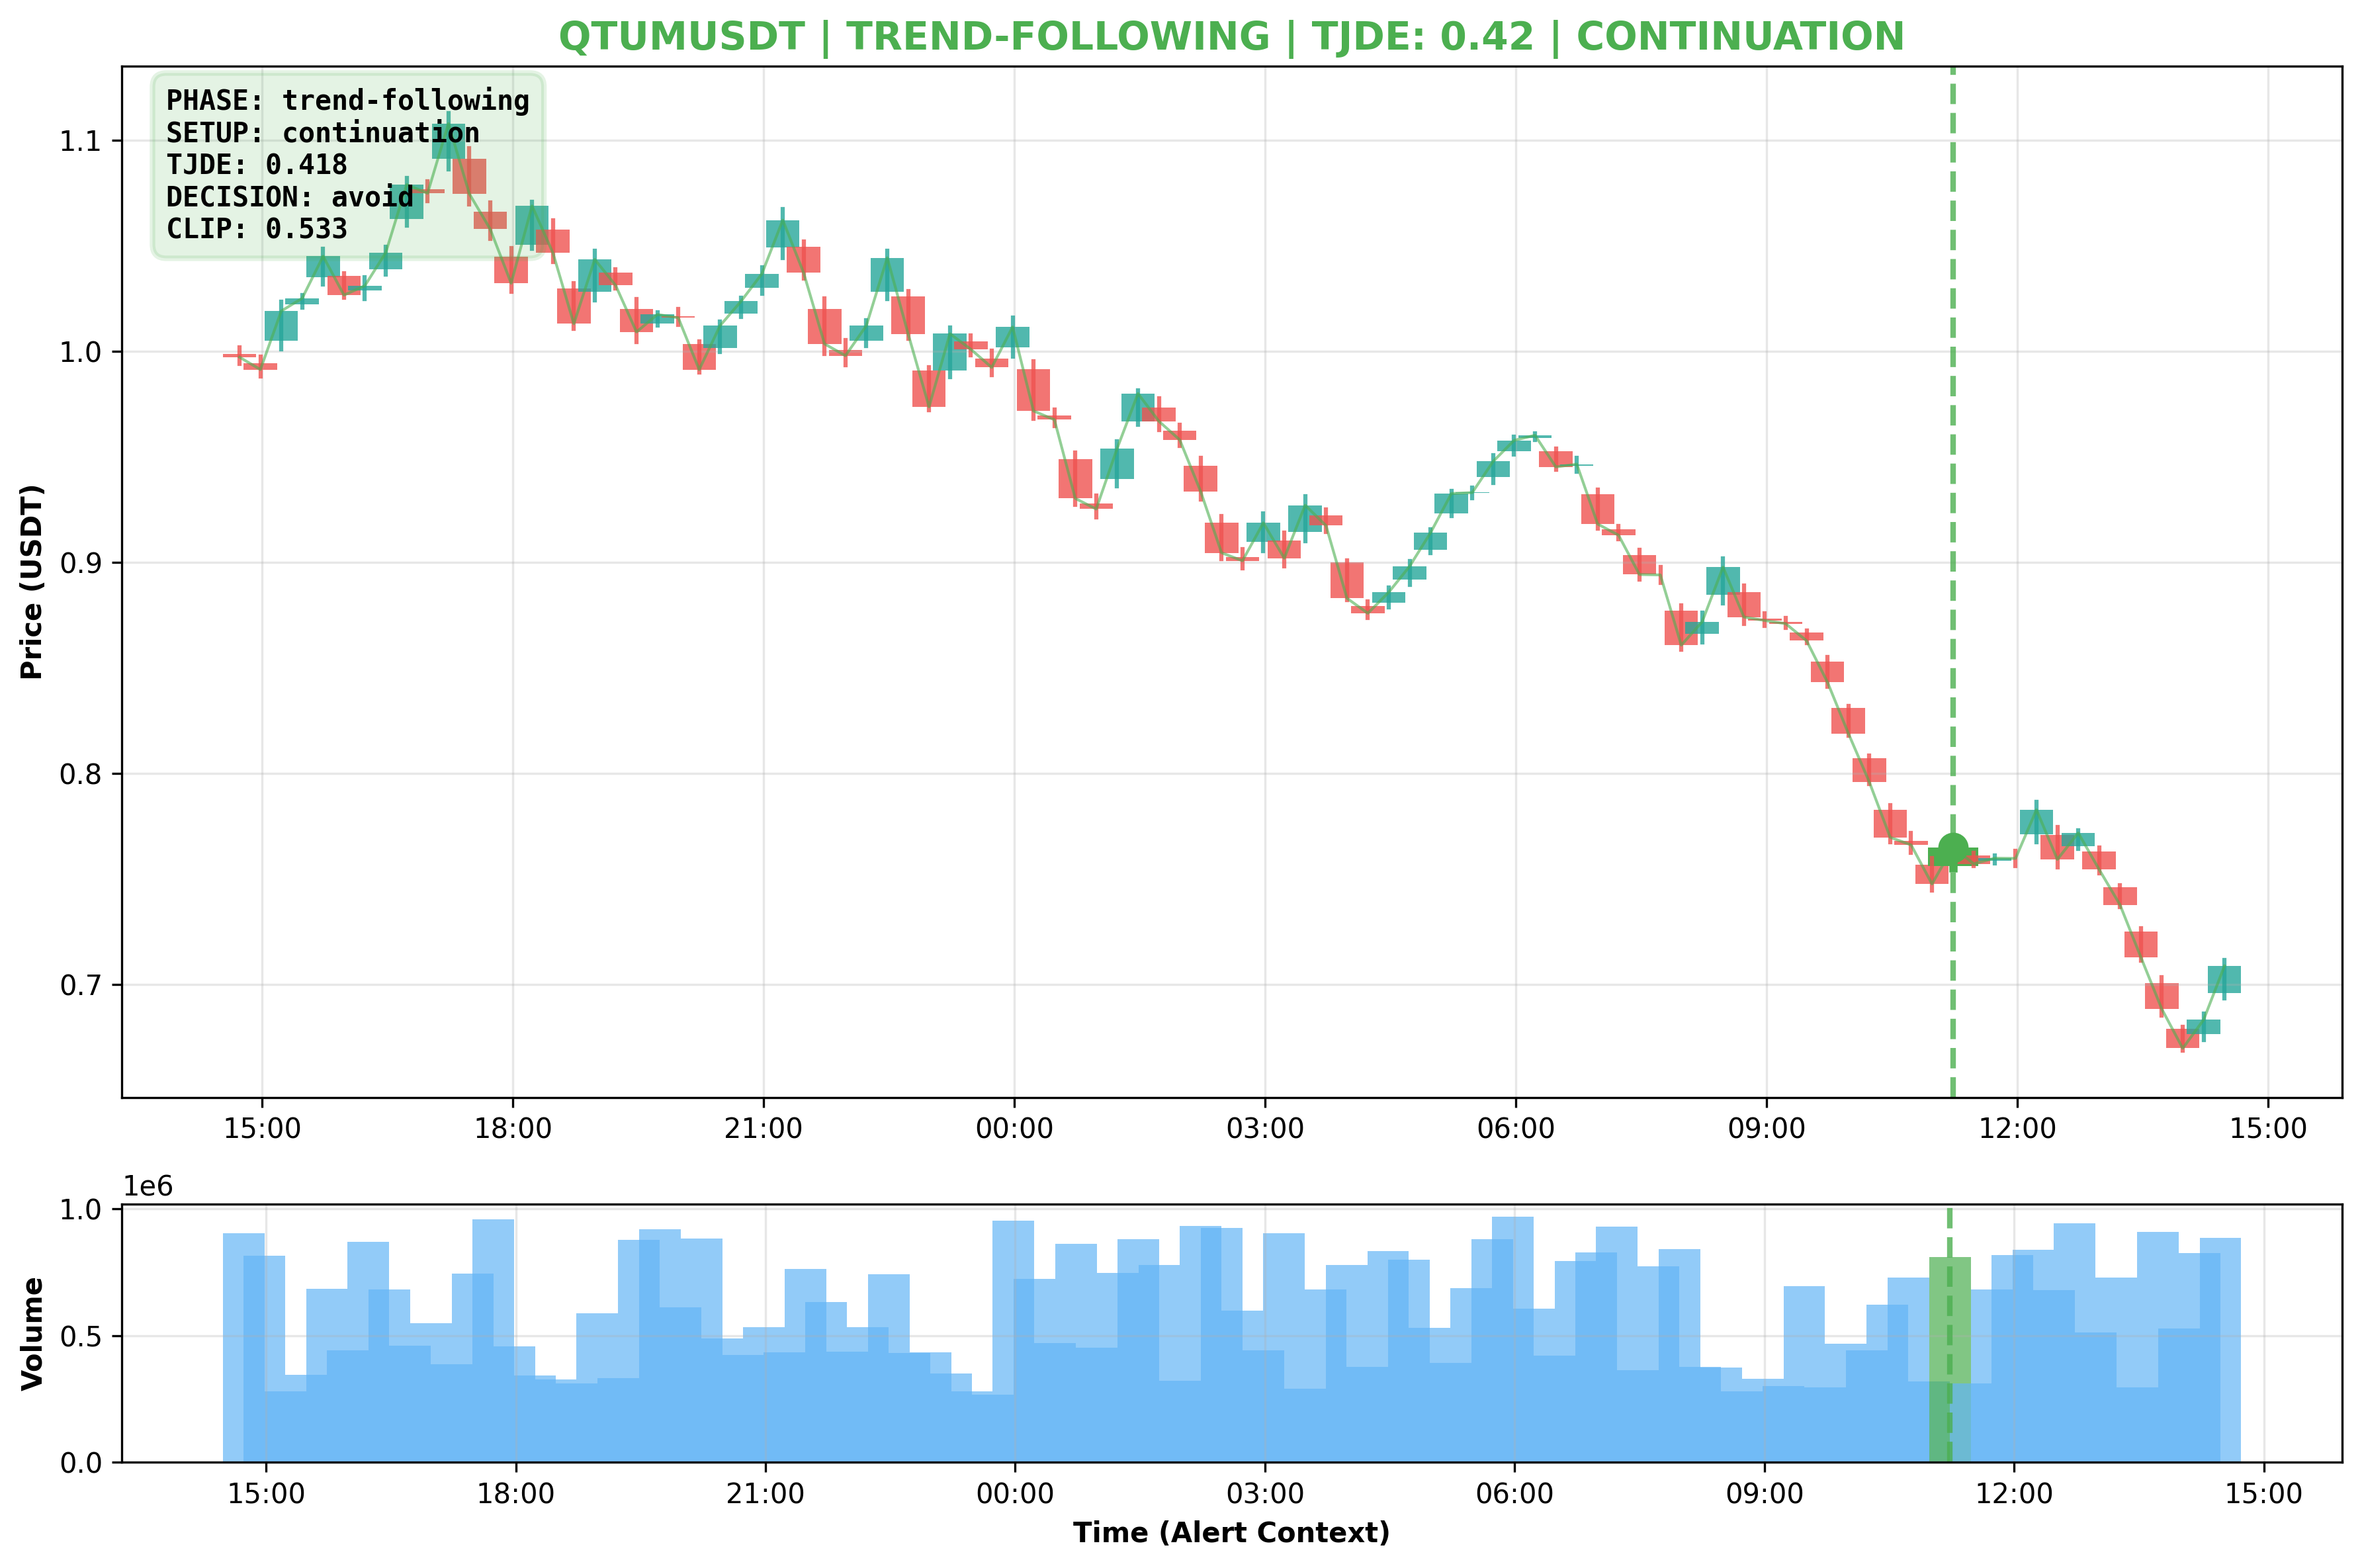 QTUMUSDT | TREND-FOLLOWING | TJDE: 0.42 | CONTINUATION
PHASE: trend-following
SETUP: continuation
TJDE: 0.418
DECISION: avoid
CLIP: 0.533
Price (USDT)
1.1
1.0
0.9
0.8
0.7
15:00 18:00 21:00 00:00 03:00 06:00 09:00 12:00 15:00
1e6
Volume
1.0
0.5
0.0
15:00 18:00 21:00 00:00 03:00 06:00 09:00 12:00 15:00
Time (Alert Context)